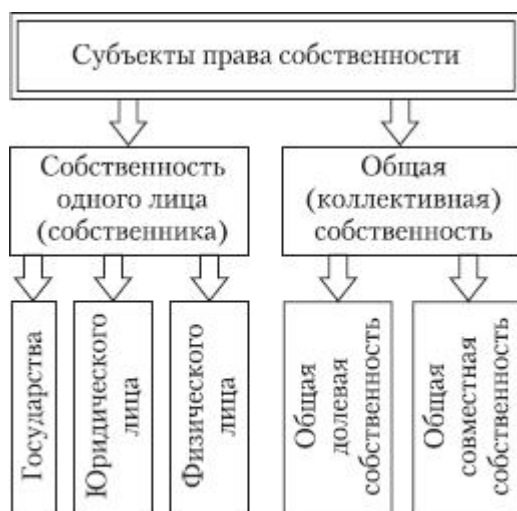 Субъекты права собственности
Собственность
одного лица
(собственника)
Общая
(коллективная)
собственность
Государства
Юридического
лица
Физического
лица
Общая
долевая
собственность
Общая
совместная
собственность